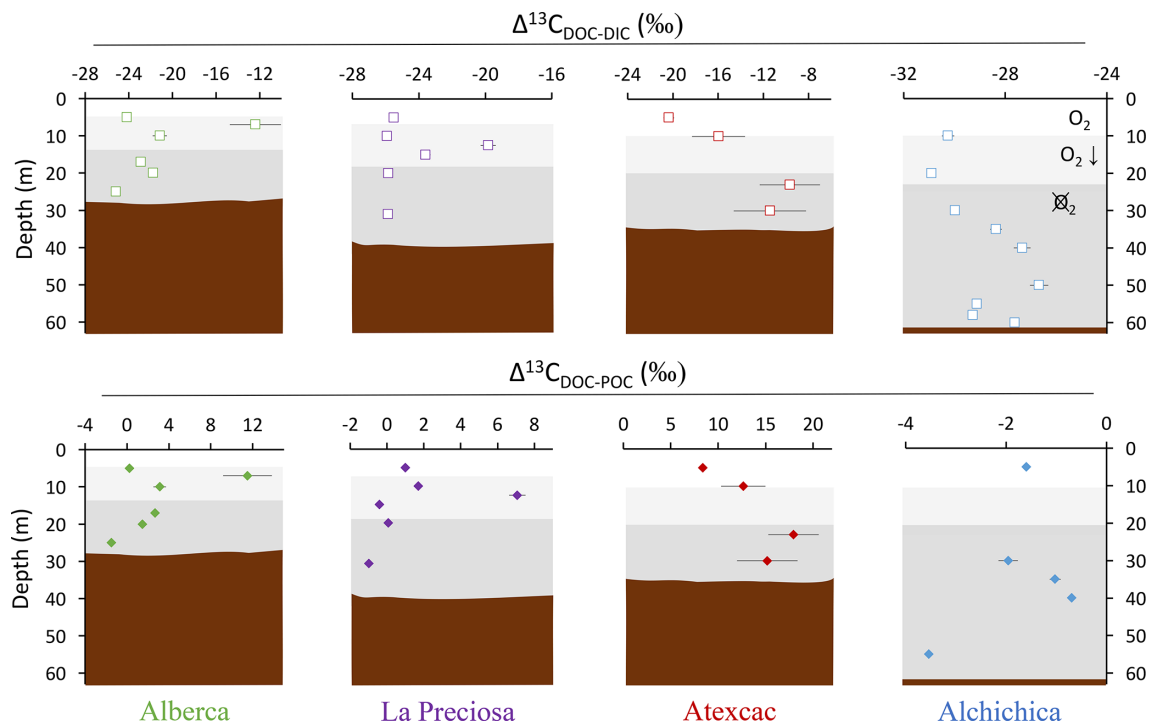 Δ¹³C_DOC-DIC (‰)
-28 -24 -20 -16 -12
-28 -24 -20 -16
-24 -20 -16 -12 -8
-32 -28 -24
Depth (m)
0
10
20
30
40
50
60
0
10
20
30
40
50
60
O₂
O₂ ↓
O₂
Δ¹³C_DOC-POC (‰)
-4 0 4 8 12
-2 0 2 4 6 8
0 5 10 15 20
-4 -2 0
Depth (m)
0
10
20
30
40
50
60
0
10
20
30
40
50
60
Alberca
La Preciosa
Atexcac
Alchichica